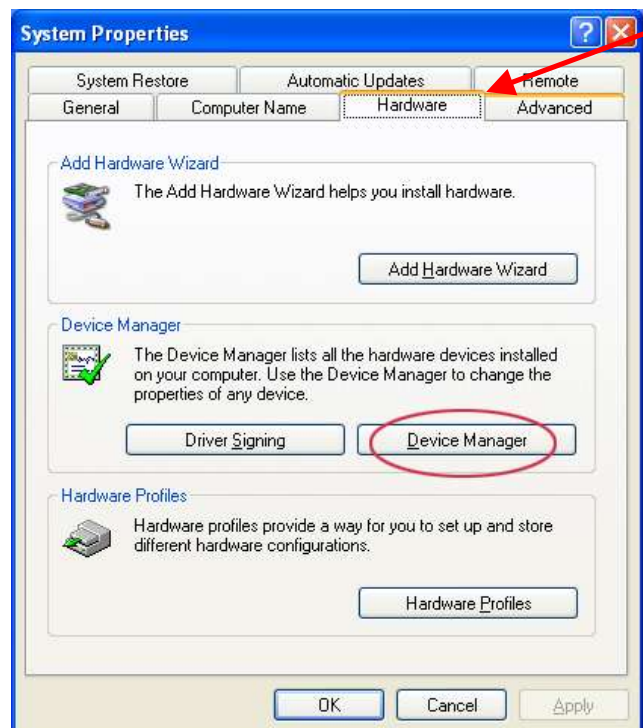 System Properties
System Restore Automatic Updates Remote
General Computer Name Hardware Advanced
Add Hardware Wizard
The Add Hardware Wizard helps you install hardware.
Add Hardware Wizard
Device Manager
The Device Manager lists all the hardware devices installed
on your computer. Use the Device Manager to change the
properties of any device.
Driver Signing Device Manager
Hardware Profiles
Hardware profiles provide a way for you to set up and store
different hardware configurations.
Hardware Profiles
OK Cancel Apply